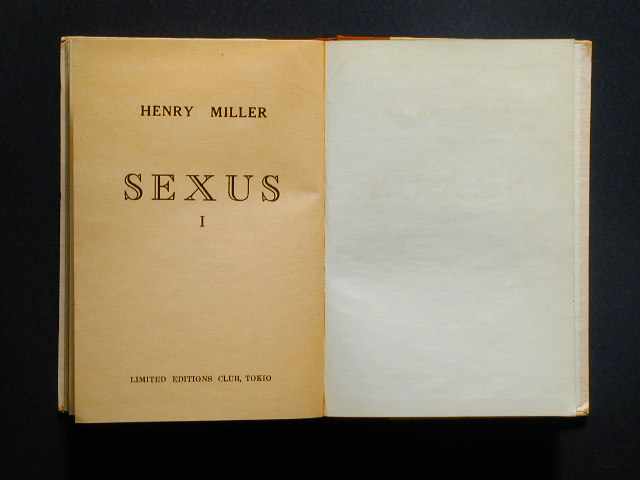 HENRY MILLER
SEXUS
I
LIMITED EDITIONS CLUB, TOKIO